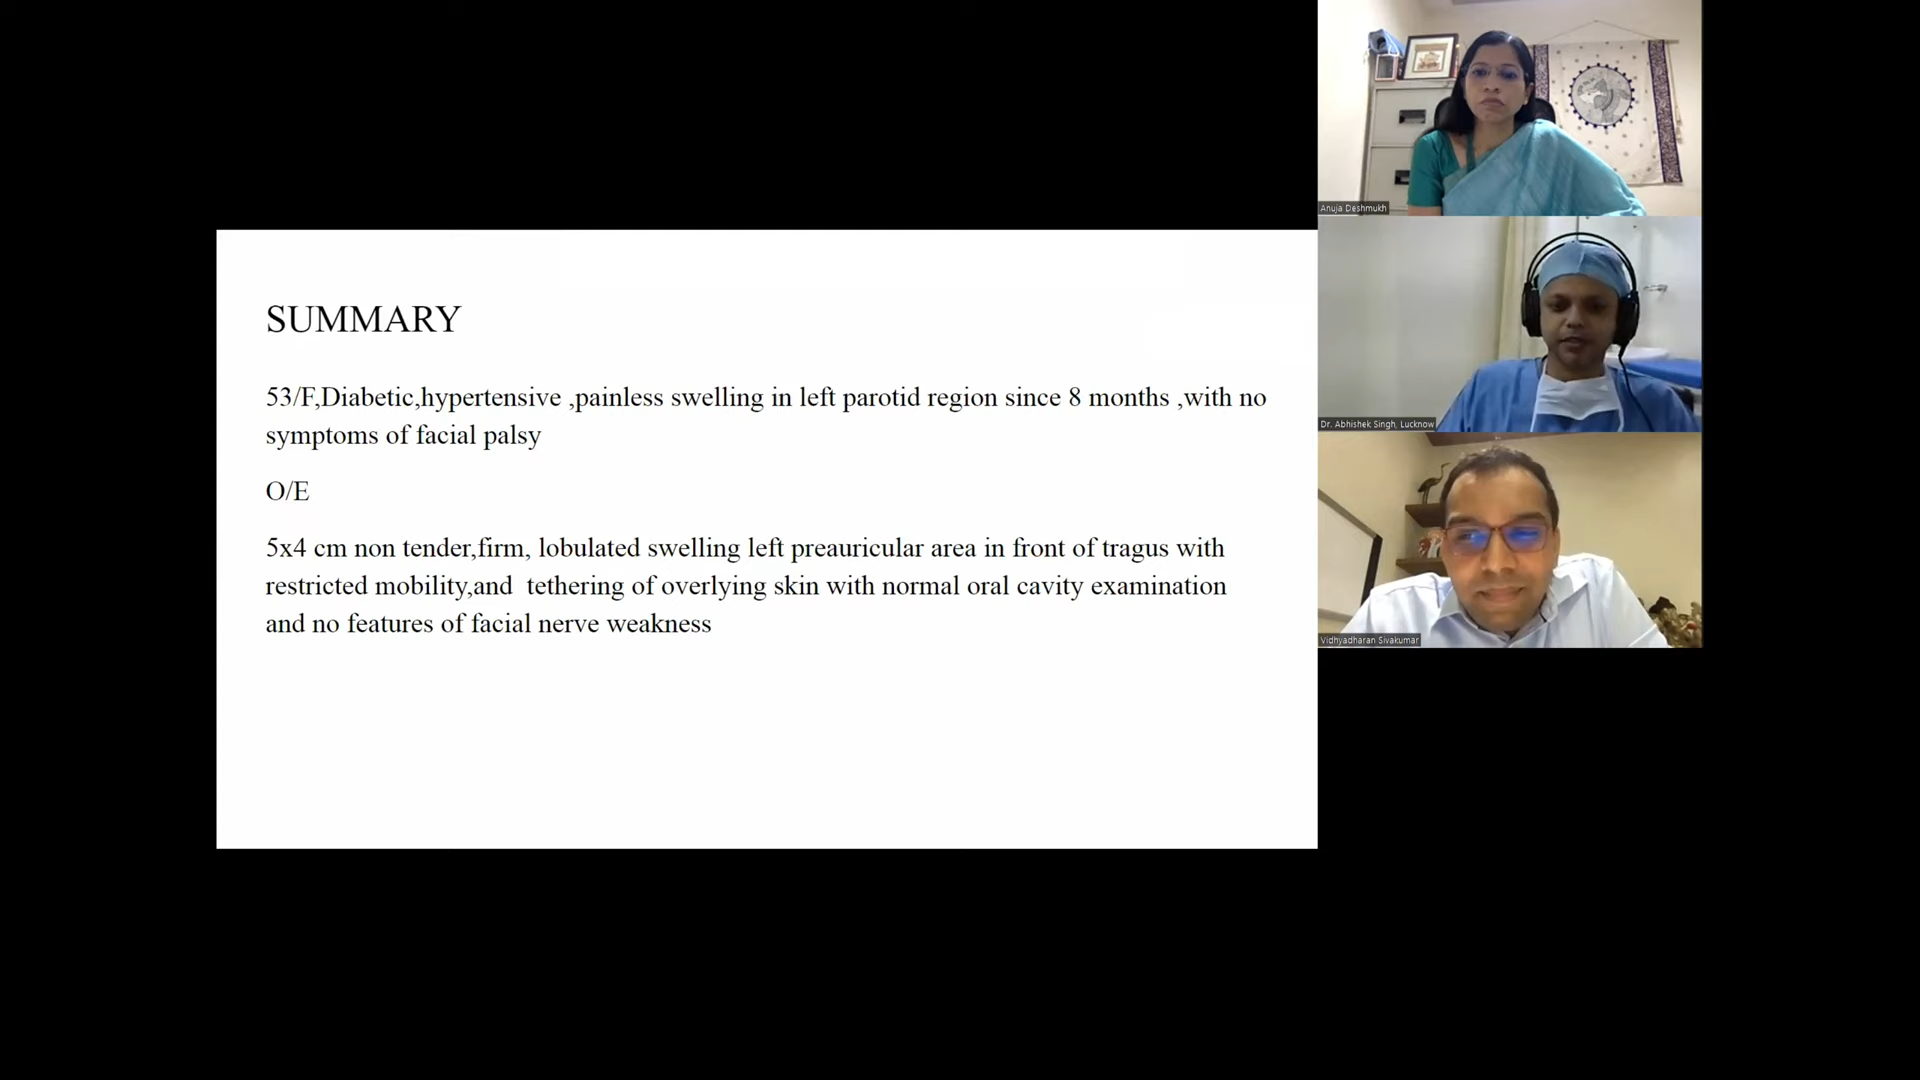 SUMMARY
53/F,Diabetic,hypertensive ,painless swelling in left parotid region since 8 months ,with no
symptoms of facial palsy
O/E
5x4 cm non tender,firm, lobulated swelling left preauricular area in front of tragus with
restricted mobility,and  tethering of overlying skin with normal oral cavity examination
and no features of facial nerve weakness
Anuja Deshmukh
Dr. Abhishek Singh, Lucknow
Vidhyadharan Sivakumar